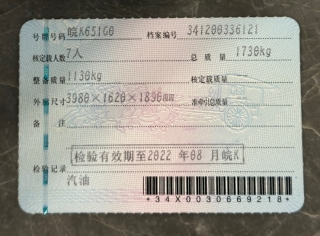 号牌号码 皖K651G0 档案编号 341200336121
核定载人数 7人 总质量 1730kg
整备质量 1130kg 核定载质量
外廓尺寸 3980×1620×1896mm 准牵引总质量
备注
检验有效期至2022年08月皖K
检验记录
汽油
*34X0030669218*